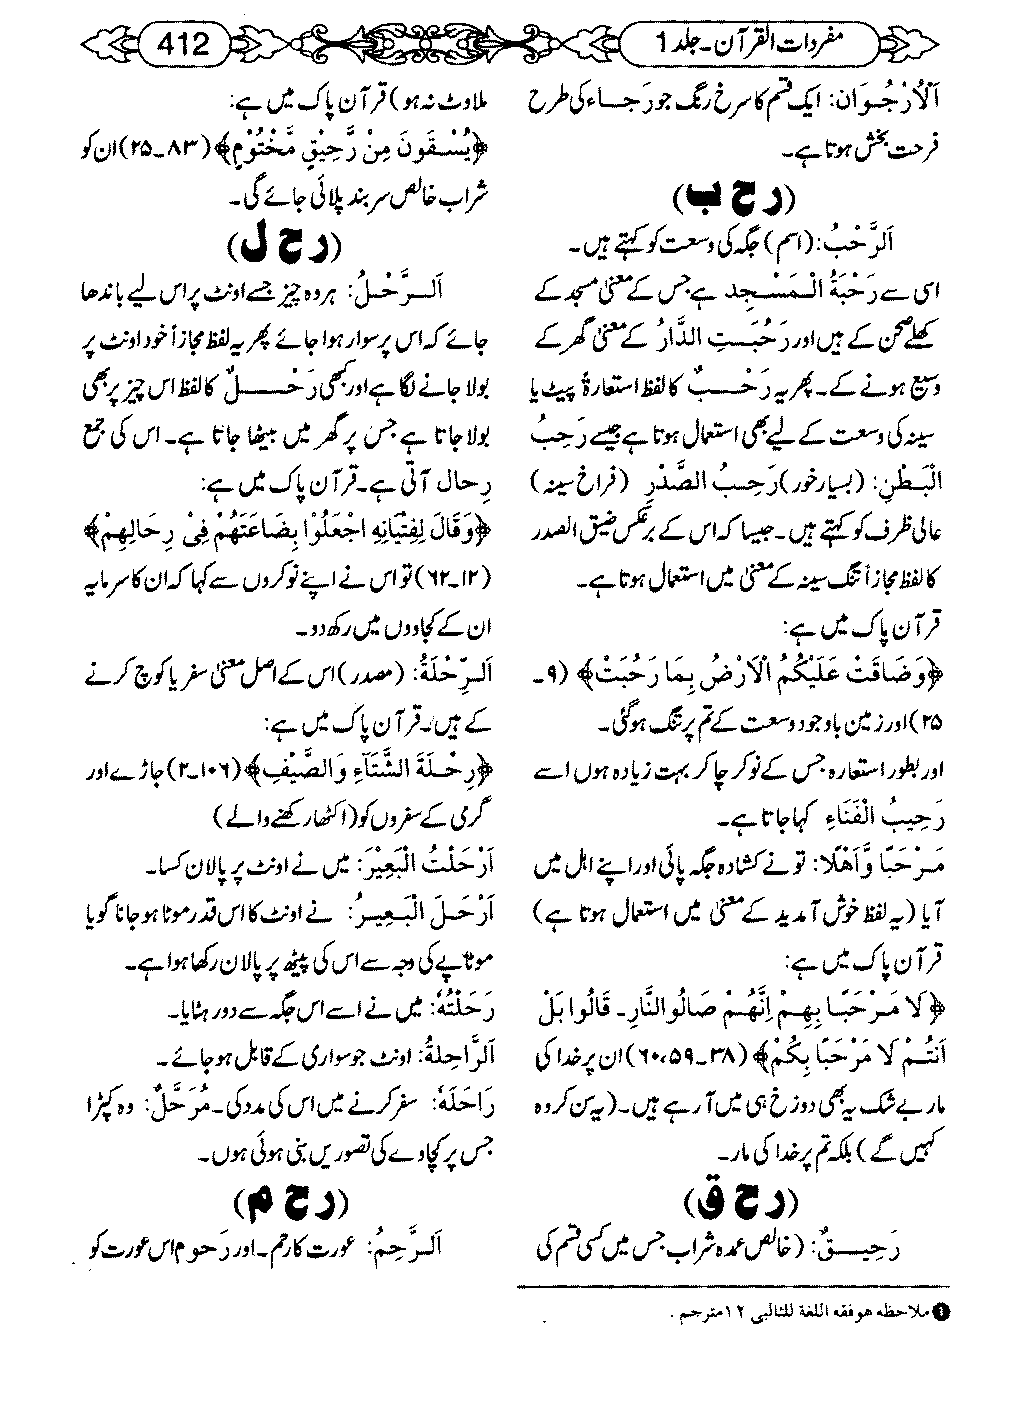 مفردات القرآن۔ جلد 1
412
اَلْاُرْجُوَان: ایک قسم کا سرخ رنگ جو رَجَاء کی طرح
فرحت بخش ہوتا ہے۔
(ر ح ب)
اَلرَّحْبُ: (اسم) جگہ کی وسعت کو کہتے ہیں۔
اسی سے رَحْبَةُ الْمَسْجِدِ ہے جس کے معنی مسجد کے
کھلے صحن کے ہیں اور رَحُبَتِ الدَّارُ کے معنی گھر کے
وسیع ہونے کے۔ پھر یہ رَحْبٌ کا لفظ استعارۃً پیٹ یا
سینہ کی وسعت کے لیے بھی استعمال ہوتا ہے جیسے رَحِبُ
الْبَطْنِ: (بسیار خور) رَحِبُ الصَّدْرِ (فراخ سینہ)
عالی ظرف کو کہتے ہیں۔ جیسا کہ اس کے برعکس ضیق الصدر
کا لفظ مجازاً تنگ سینہ کے معنی میں استعمال ہوتا ہے۔
قرآن پاک میں ہے:
﴿وَضَاقَتْ عَلَیْکُمُ الْاَرْضُ بِمَا رَحُبَتْ﴾ (۹۔
۲۵) اور زمین باوجود وسعت کے تم پر تنگ ہوگئی۔
اور بطور استعارہ جس کے نوکر چاکر بہت زیادہ ہوں اسے
رَحِیْبُ الْفَنَاءِ کہا جاتا ہے۔
مَرْحَبًا وَّاَهْلًا: تو نے کشادہ جگہ پائی اور اپنے اہل میں
آیا (یہ لفظ خوش آمدید کے معنی میں استعمال ہوتا ہے)
قرآن پاک میں ہے:
﴿لَا مَرْحَبًا بِهِمْ اِنَّهُمْ صَالُوا النَّارِ۔ قَالُوا بَلْ
اَنْتُمْ لَا مَرْحَبًا بِکُمْ﴾ (۳۸۔۵۹،۶۰) ان پر خدا کی
مار بے شک یہ بھی دوزخ ہی میں آ رہے ہیں۔ (یہ سن کر وہ
کہیں گے) بلکہ تم پر خدا کی مار۔
(ر ح ق)
رَحِیْقٌ: (خالص عمدہ شراب جس میں کسی قسم کی
❶ ملاحظہ هو فقه اللغة للثالبی ۱۲ مترجم .
ملاوٹ نہ ہو) قرآن پاک میں ہے:
﴿یُسْقَوْنَ مِنْ رَّحِیْقٍ مَّخْتُوْمٍ﴾ (۸۳۔۲۵) ان کو
شراب خالص سربند پلائی جائے گی۔
(ر ح ل)
اَلرَّحْلُ: ہر وہ چیز جسے اونٹ پر اس لیے باندھا
جائے کہ اس پر سوار ہوا جائے پھر یہ لفظ مجازاً خود اونٹ پر
بولا جانے لگا ہے اور کبھی رَحْلٌ کا لفظ اس چیز پر بھی
بولا جاتا ہے جس پر گھر میں بیٹھا جاتا ہے۔ اس کی جمع
رِحال آتی ہے۔ قرآن پاک میں ہے:
﴿وَقَالَ لِفِتْیَانِهِ اجْعَلُوْا بِضَاعَتَهُمْ فِیْ رِحَالِهِمْ﴾
(۱۲۔۶۲) تو اس نے اپنے نوکروں سے کہا کہ ان کا سرمایہ
ان کے کجاووں میں رکھ دو۔
اَلرِّحْلَةُ: (مصدر) اس کے اصل معنی سفر یا کوچ کرنے
کے ہیں۔ قرآن پاک میں ہے:
﴿رِحْلَةَ الشِّتَآءِ وَالصَّیْفِ﴾ (۱۰۶۔۲) جاڑے اور
گرمی کے سفروں کو (اکٹھا رکھنے والے)
اَرْحَلْتُ الْبَعِیْرَ: میں نے اونٹ پر پالان کسا۔
اَرْحَلَ الْبَعِیْرُ: نے اونٹ کا اس قدر موٹا ہو جانا گویا
موٹاپے کی وجہ سے اس کی پیٹھ پر پالان رکھا ہوا ہے۔
رَحَلْتُهُ: میں نے اسے اس جگہ سے دور ہٹایا۔
اَلرَّاحِلَةُ: اونٹ جو سواری کے قابل ہو جائے۔
رَاحَلَهُ: سفر کرنے میں اس کی مدد کی۔ مُرَحَّلٌ: وہ کپڑا
جس پر کجاوے کی تصوریں بنی ہوئی ہوں۔
(ر ح م)
اَلرَّحِمُ: عورت کا رحم۔ اور رَحوم اس عورت کو